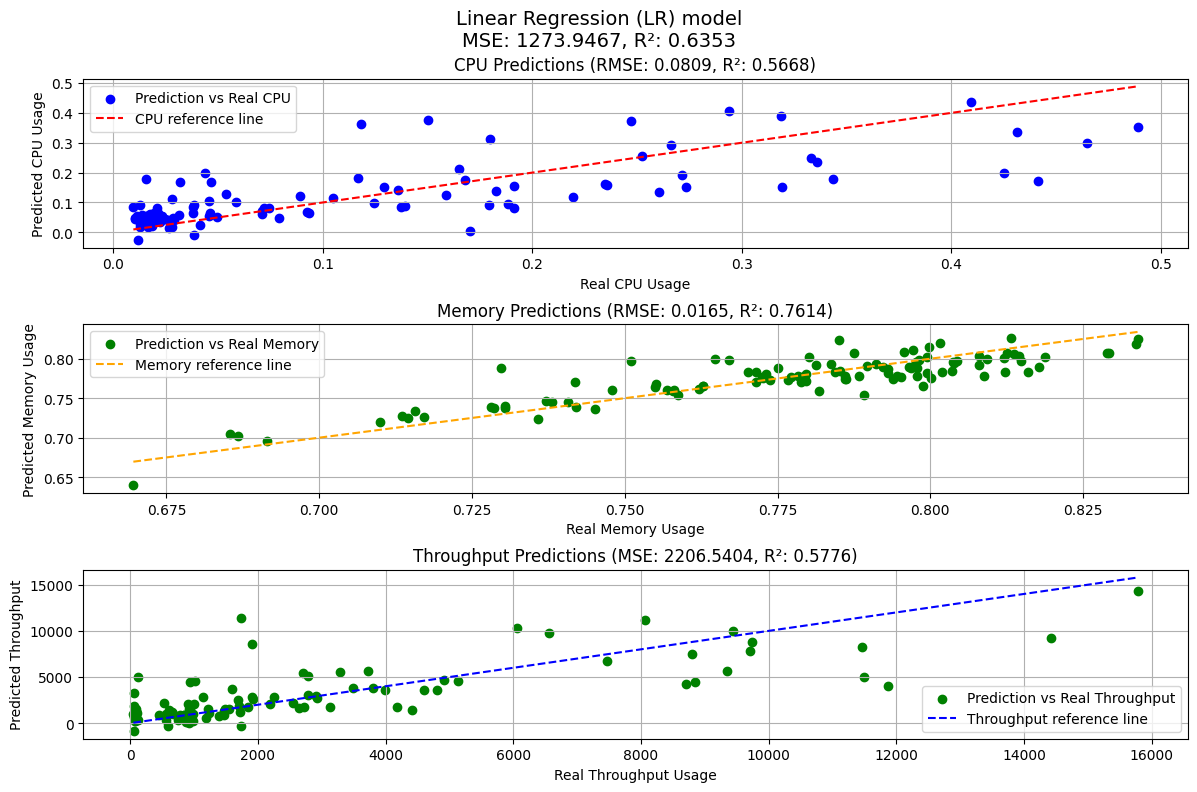 Linear Regression (LR) model
MSE: 1273.9467, R²: 0.6353
CPU Predictions (RMSE: 0.0809, R²: 0.5668)
Predicted CPU Usage
0.5
0.4
0.3
0.2
0.1
0.0
Prediction vs Real CPU
CPU reference line
0.0 0.1 0.2 0.3 0.4 0.5
Real CPU Usage
Memory Predictions (RMSE: 0.0165, R²: 0.7614)
Predicted Memory Usage
0.80
0.75
0.70
0.65
Prediction vs Real Memory
Memory reference line
0.675 0.700 0.725 0.750 0.775 0.800 0.825
Real Memory Usage
Throughput Predictions (MSE: 2206.5404, R²: 0.5776)
Predicted Throughput
15000
10000
5000
0
Prediction vs Real Throughput
Throughput reference line
0 2000 4000 6000 8000 10000 12000 14000 16000
Real Throughput Usage